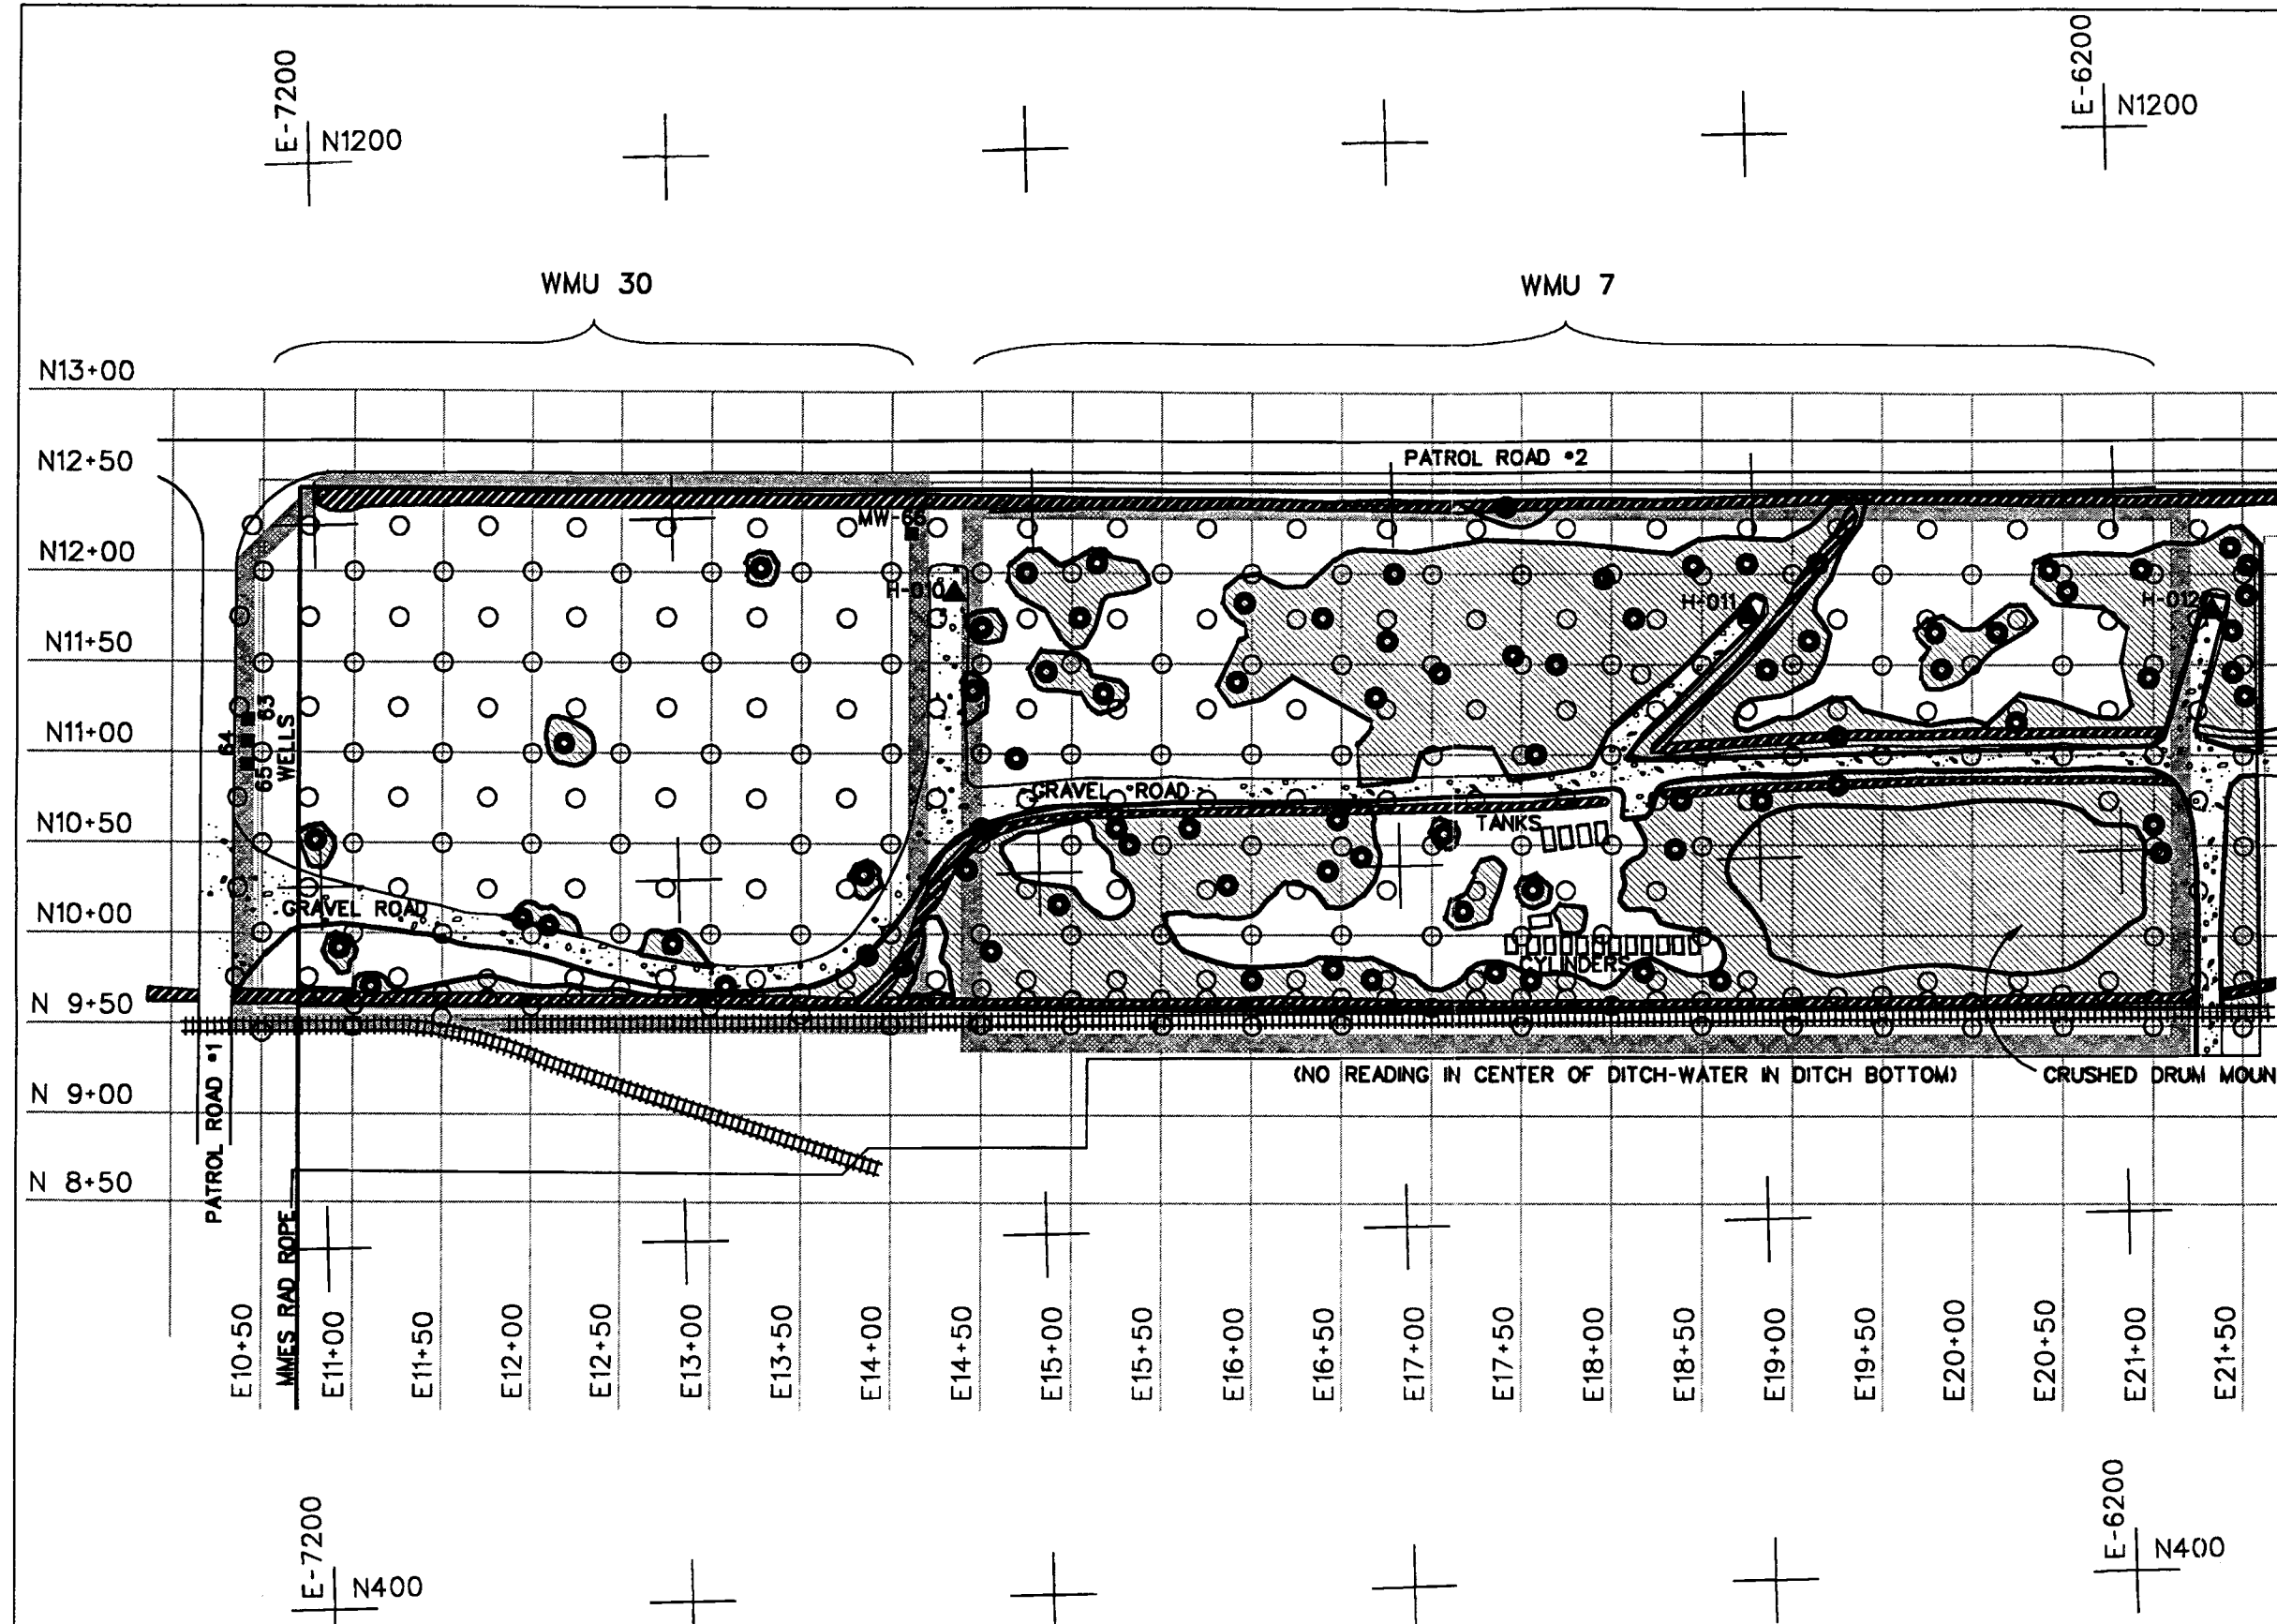 E-7200
N1200
E-6200
N1200
WMU 30
WMU 7
N13+00
N12+50
PATROL ROAD •2
MW-66
N12+00
H-010
H-011
H-012
N11+50
63
64
65
WELLS
N11+00
GRAVEL ROAD
N10+50
TANKS
GRAVEL ROAD
N10+00
CYLINDERS
N 9+50
PATROL ROAD •1
(NO READING IN CENTER OF DITCH-WATER IN DITCH BOTTOM)
CRUSHED DRUM MOUN
N 9+00
N 8+50
MMES RAD ROPE
E10+50
E11+00
E11+50
E12+00
E12+50
E13+00
E13+50
E14+00
E14+50
E15+00
E15+50
E16+00
E16+50
E17+00
E17+50
E18+00
E18+50
E19+00
E19+50
E20+00
E20+50
E21+00
E21+50
E-7200
N400
E-6200
N400